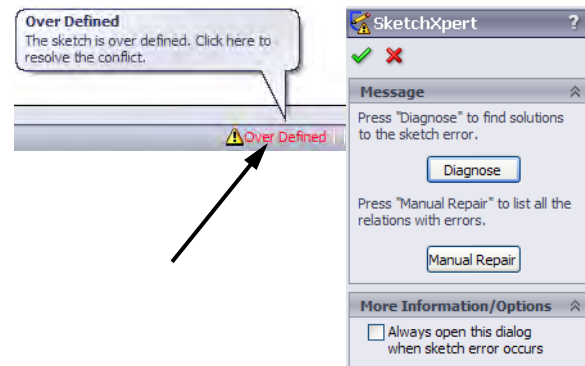 Over Defined
The sketch is over defined. Click here to
resolve the conflict.
Over Defined
SketchXpert ?
Message
Press "Diagnose" to find solutions
to the sketch error.
Diagnose
Press "Manual Repair" to list all the
relations with errors.
Manual Repair
More Information/Options
Always open this dialog
when sketch error occurs